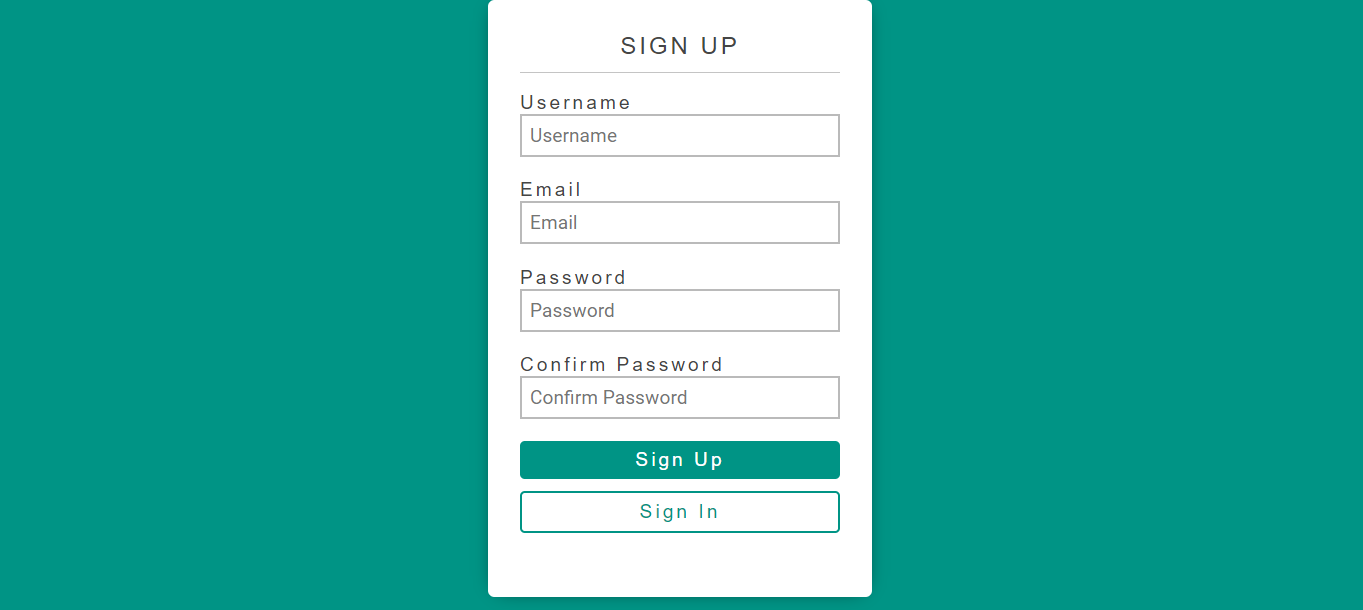 SIGN UP
Username
Username
Email
Email
Password
Password
Confirm Password
Confirm Password
Sign Up
Sign In